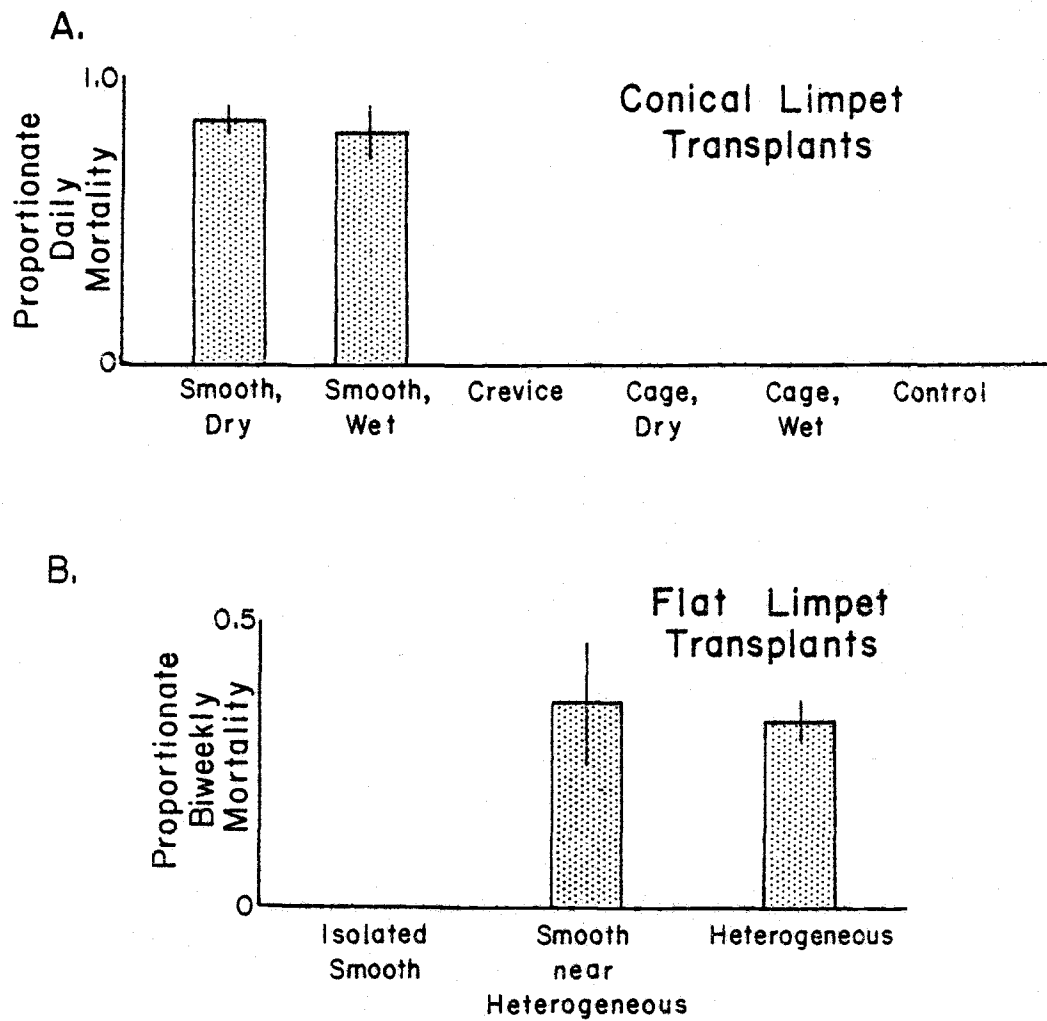 A.
1.0
Conical Limpet
Transplants
Proportionate
Daily
Mortality
0
Smooth,
Dry
Smooth,
Wet
Crevice
Cage,
Dry
Cage,
Wet
Control
B.
0.5
Flat Limpet
Transplants
Proportionate
Biweekly
Mortality
0
Isolated
Smooth
Smooth
near
Heterogeneous
Heterogeneous